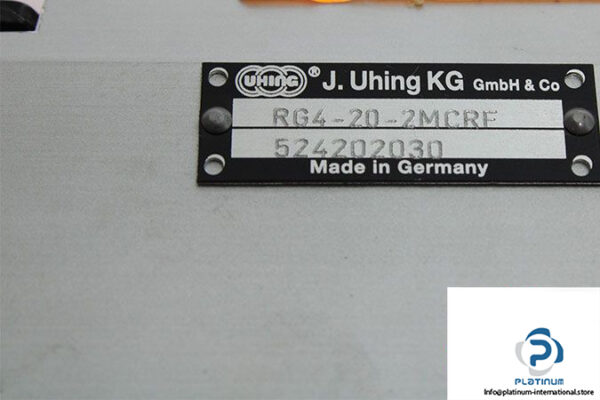 UHING ® J. Uhing KG GmbH & Co
RG4-20-2MCRF
524202030
Made in Germany
P
PLATINUM
Info@platinum-international.store